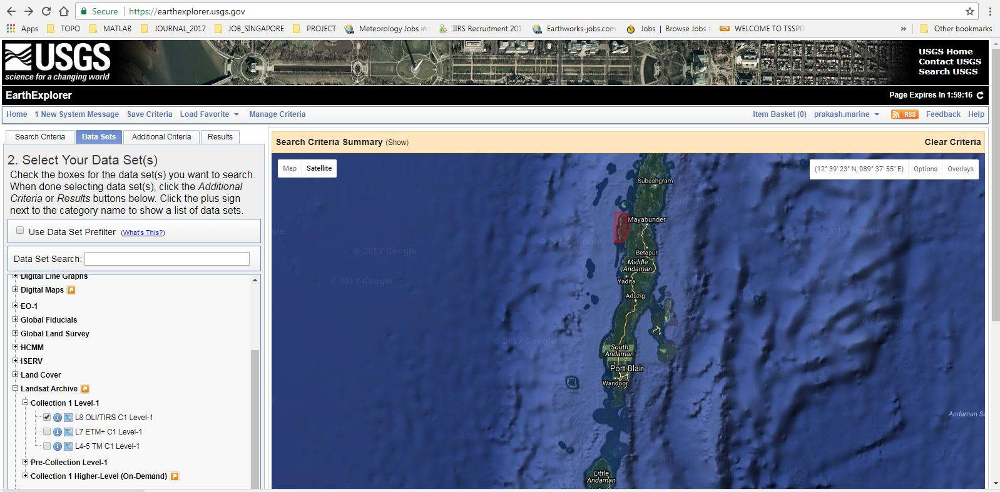 Secure | https://earthexplorer.usgs.gov
Apps TOPO MATLAB JOURNAL_2017 JOB_SINGAPORE PROJECT Meteorology Jobs in IIRS Recruitment 201 Earthworks-jobs.com Jobs | Browse Jobs f WELCOME TO TSSPD » Other bookmarks
USGS
science for a changing world
USGS Home
Contact USGS
Search USGS
EarthExplorer
Page Expires In 1:59:16
Home 1 New System Message Save Criteria Load Favorite Manage Criteria
Item Basket (0) prakash.marine RSS Feedback Help
Search Criteria Data Sets Additional Criteria Results
2. Select Your Data Set(s)
Check the boxes for the data set(s) you want to search.
When done selecting data set(s), click the Additional
Criteria or Results buttons below. Click the plus sign
next to the category name to show a list of data sets.
Use Data Set Prefilter (What's This?)
Data Set Search:
Digital Line Graphs
Digital Maps
EO-1
Global Fiducials
Global Land Survey
HCMM
ISERV
Land Cover
Landsat Archive
Collection 1 Level-1
L8 OLI/TIRS C1 Level-1
L7 ETM+ C1 Level-1
L4-5 TM C1 Level-1
Pre-Collection Level-1
Collection 1 Higher-Level (On-Demand)
Search Criteria Summary (Show)
Clear Criteria
Map Satellite
(12° 39' 23" N, 089° 37' 55" E) Options Overlays
Subashgram
Mayabunder
Betapur
Middle
Andaman
Yadita
Adazig
South
Andaman
Port Blair
Wandoor
Little
Andaman
Andaman Se
© 2017 Google
© 2017 Google
© 2017 Google
© 2017 Google